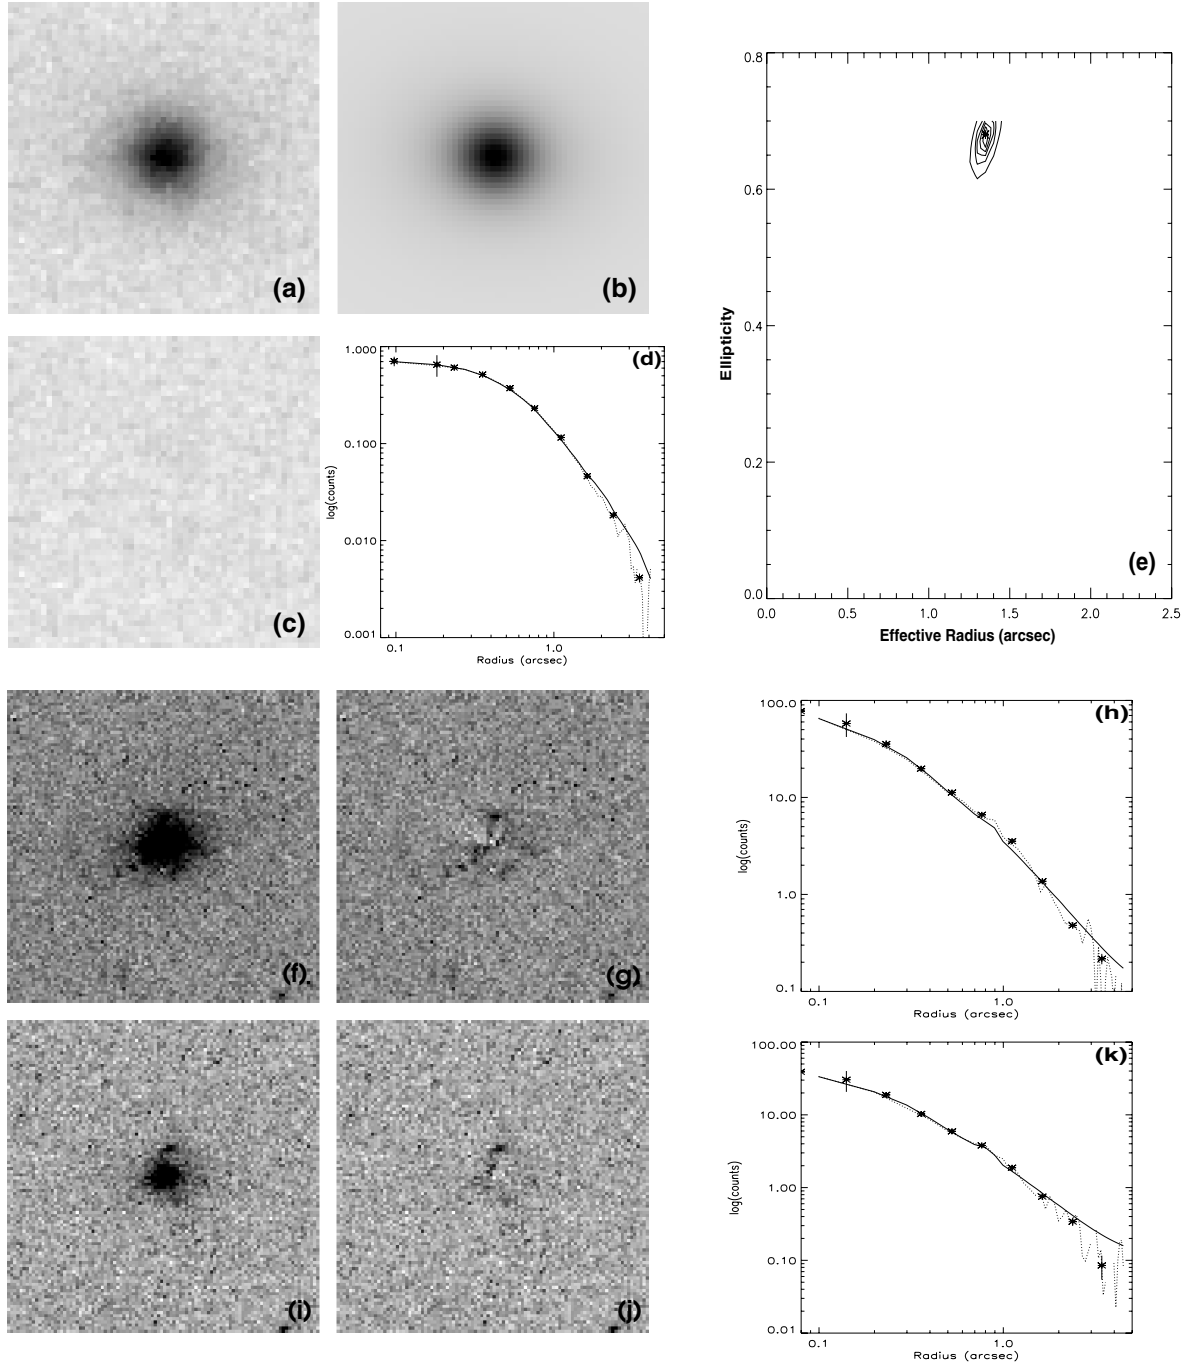 (a)
(b)
(c)
(d)
1.000
0.100
0.010
0.001
log(counts)
0.1
1.0
Radius (arcsec)
(e)
0.8
0.6
0.4
0.2
0.0
Ellipticity
0.0
0.5
1.0
1.5
2.0
2.5
Effective Radius (arcsec)
(f)
(g)
(h)
100.0
10.0
1.0
0.1
log(counts)
0.1
1.0
Radius (arcsec)
(i)
(j)
(k)
100.00
10.00
1.00
0.10
0.01
log(counts)
0.1
1.0
Radius (arcsec)